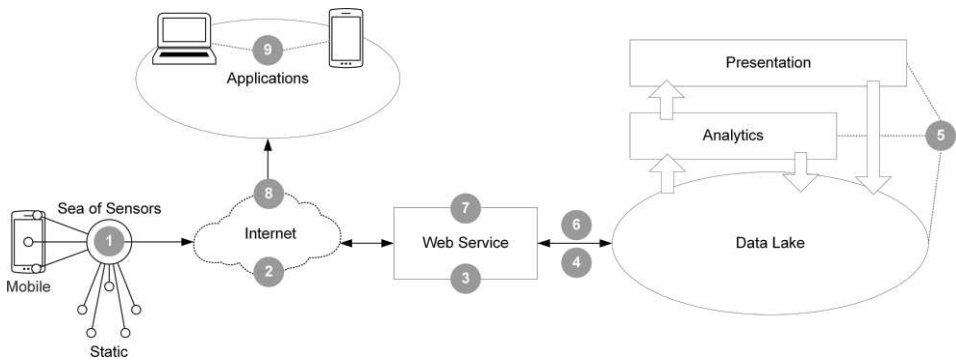 9
Applications
Presentation
Analytics
5
Sea of Sensors
1
Mobile
Static
8
Internet
2
7
Web Service
3
6
4
Data Lake